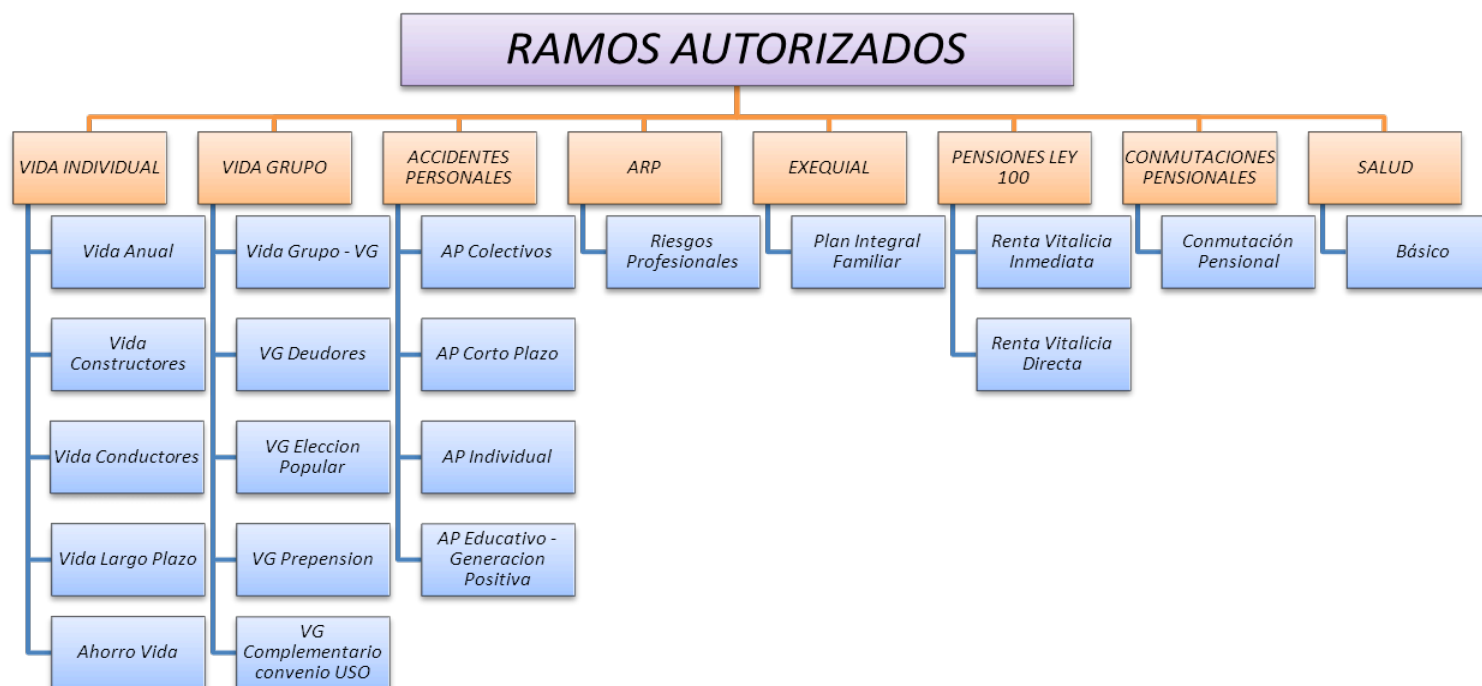 RAMOS AUTORIZADOS
VIDA INDIVIDUAL
Vida Anual
Vida
Constructores
Vida Conductores
Vida Largo Plazo
Ahorro Vida
VIDA GRUPO
Vida Grupo - VG
VG Deudores
VG Eleccion
Popular
VG Prepension
VG
Complementario
convenio USO
ACCIDENTES
PERSONALES
AP Colectivos
AP Corto Plazo
AP Individual
AP Educativo -
Generacion
Positiva
ARP
Riesgos
Profesionales
EXEQUIAL
Plan Integral
Familiar
PENSIONES LEY
100
Renta Vitalicia
Inmediata
Renta Vitalicia
Directa
CONMUTACIONES
PENSIONALES
Conmutación
Pensional
SALUD
Básico